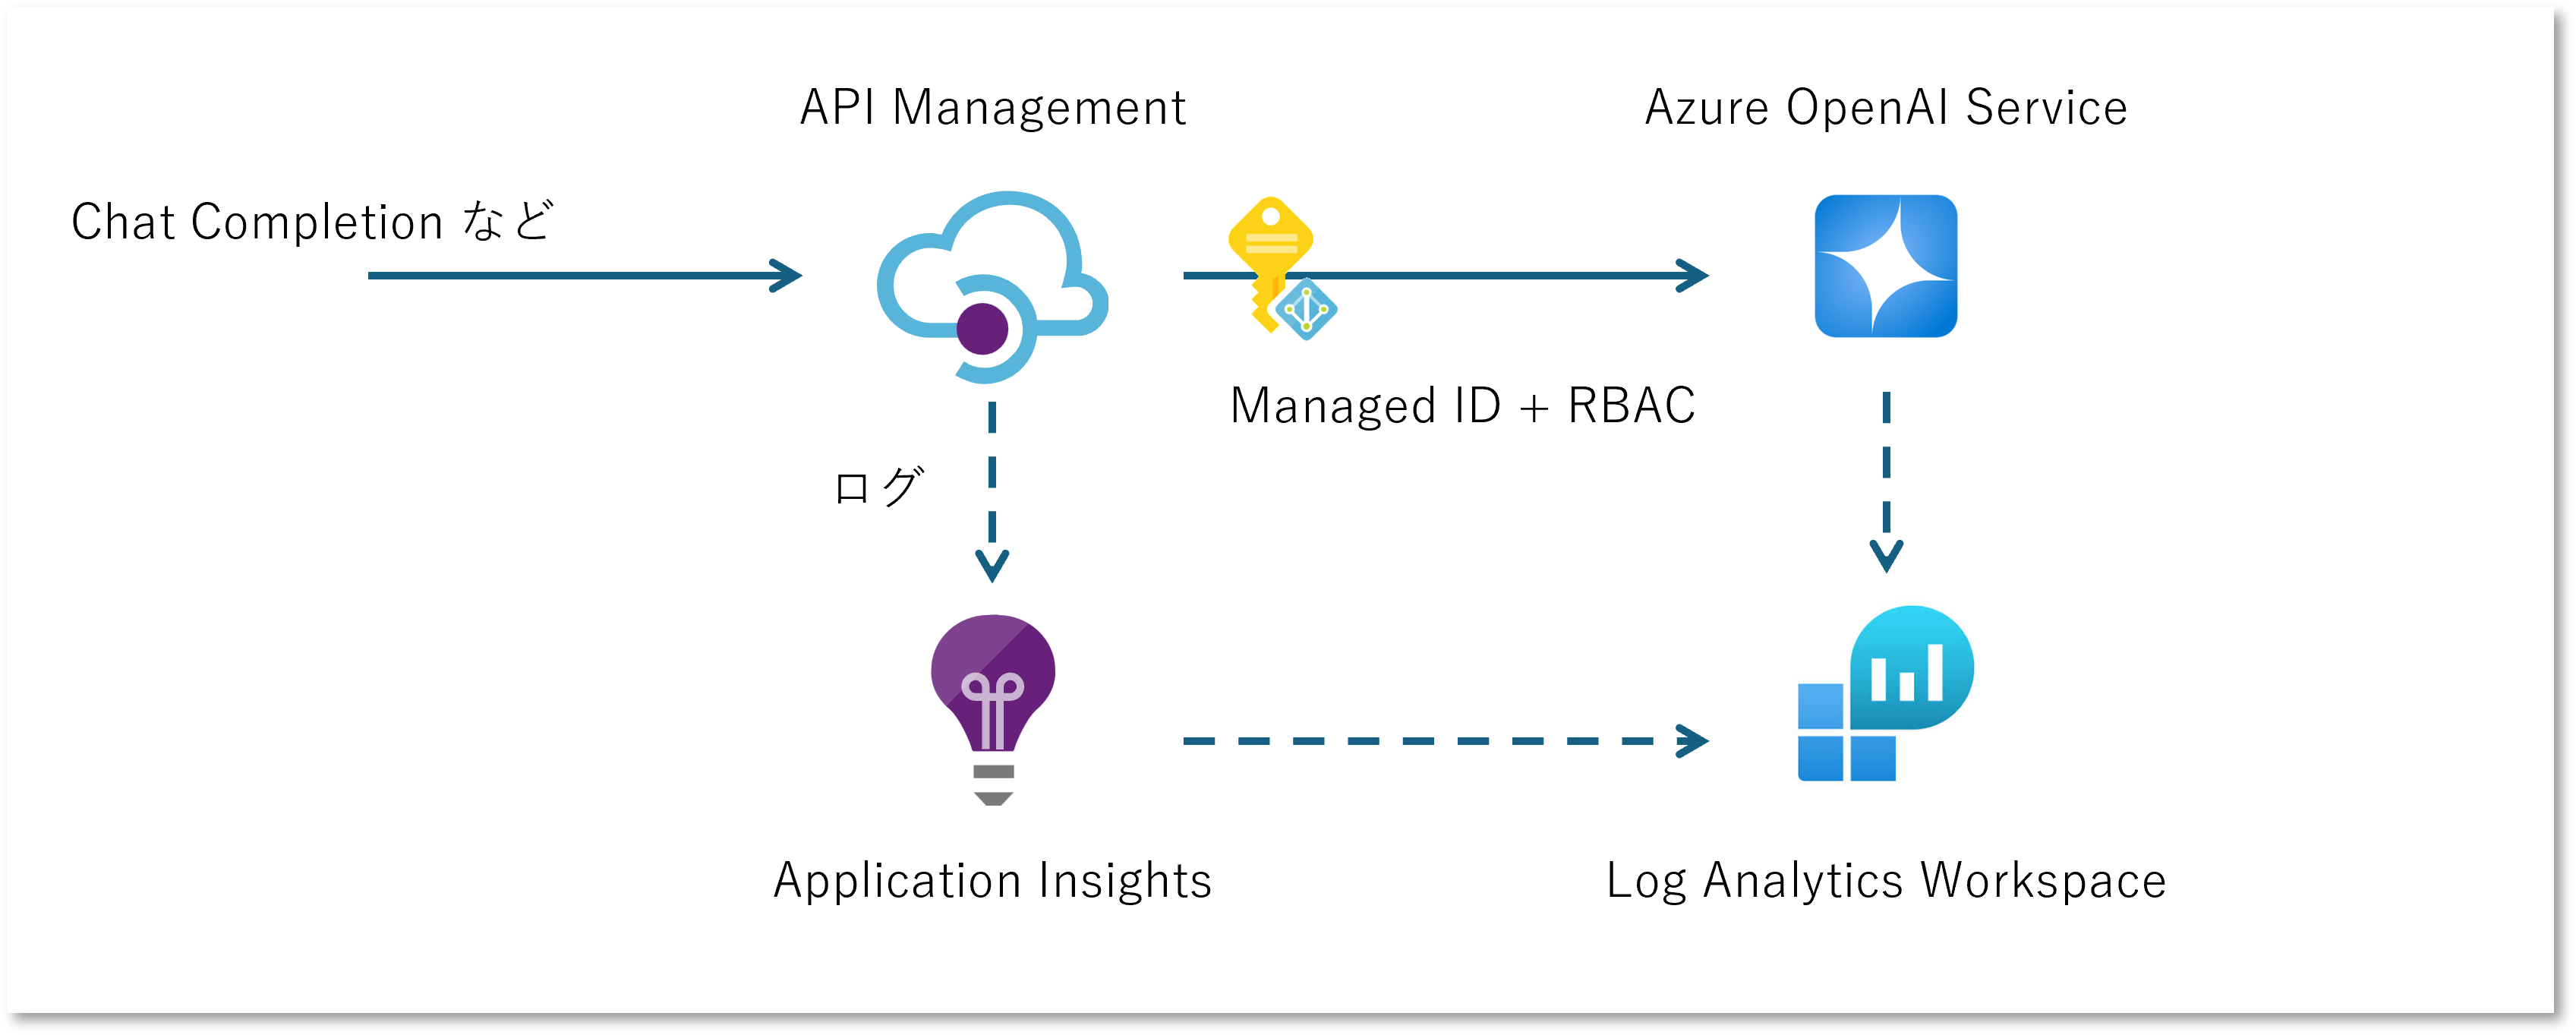 API Management
Azure OpenAI Service
Chat Completion など
Managed ID + RBAC
ログ
Application Insights
Log Analytics Workspace